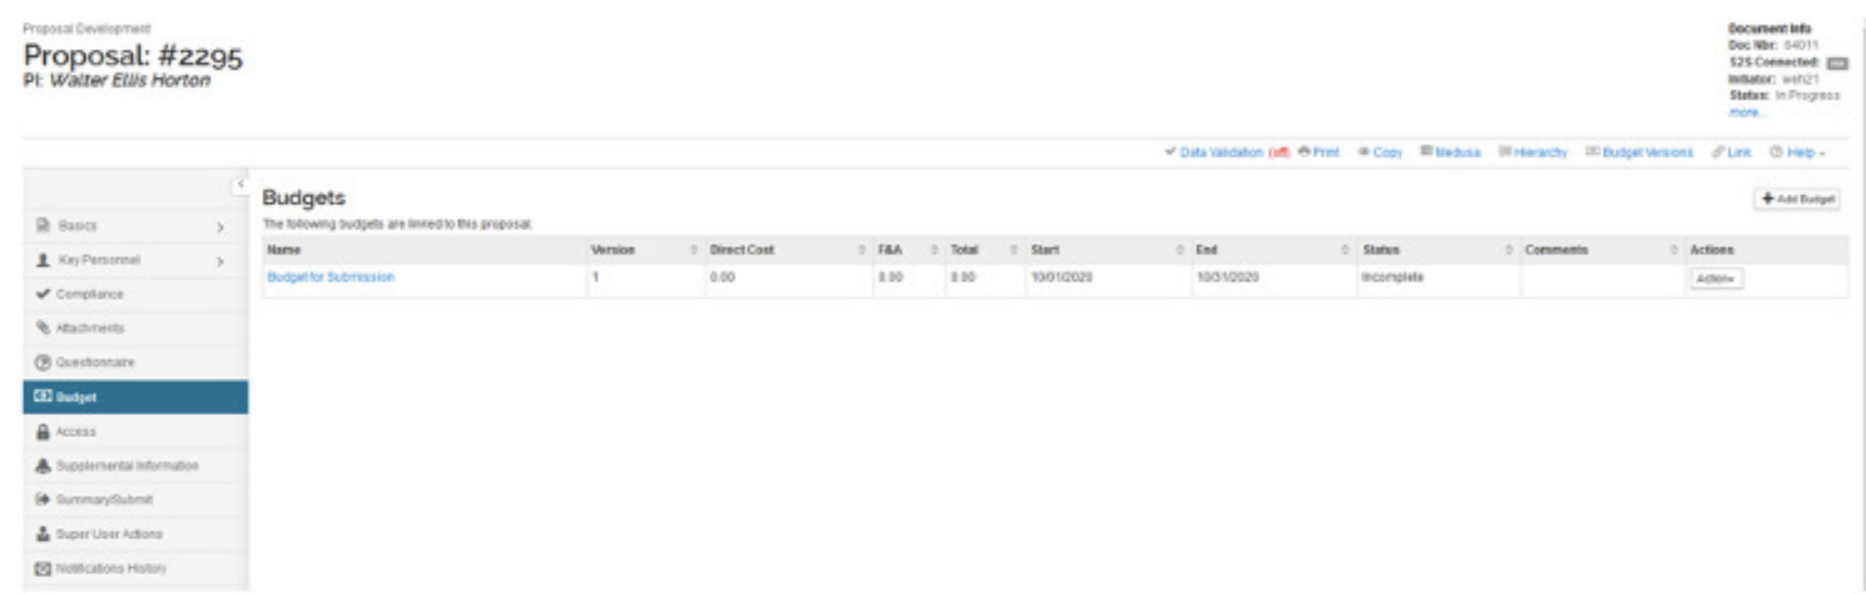 Proposal Development
Proposal: #2295
PI: Walter Ellis Horton
Document Info
Doc Nbr: 54011
S2S Connected:
Initiator: weh21
Status: In Progress
more...
Data Validation (off) Print Copy Medusa Hierarchy Budget Versions Link Help
Basics
Key Personnel
Compliance
Attachments
Questionnaire
Budget
Access
Supplemental Information
Summary/Submit
Super User Actions
Notifications History
Budgets
+ Add Budget
The following budgets are linked to this proposal.
Name Version Direct Cost F&A Total Start End Status Comments Actions
Budget for Submission 1 0.00 0.00 0.00 10/01/2020 10/31/2020 Incomplete Action